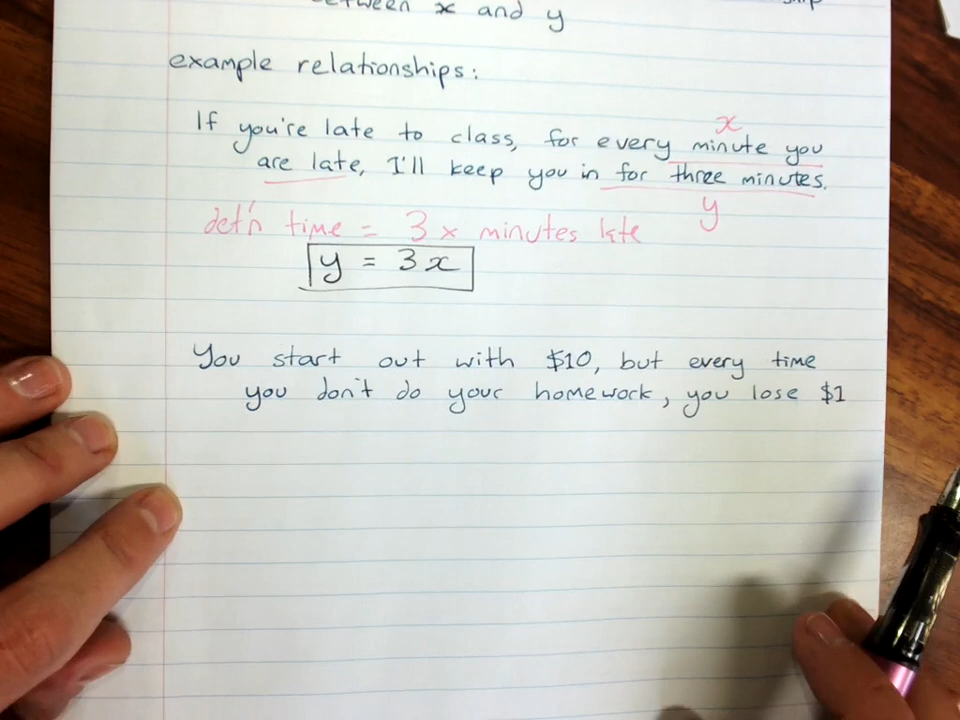 between x and y
example relationships:
x
If you're late to class, for every minute you
are late, I'll keep you in for three minutes.
y
det'n time = 3 x minutes late
y = 3x
You start out with $10, but every time
you don't do your homework, you lose $1